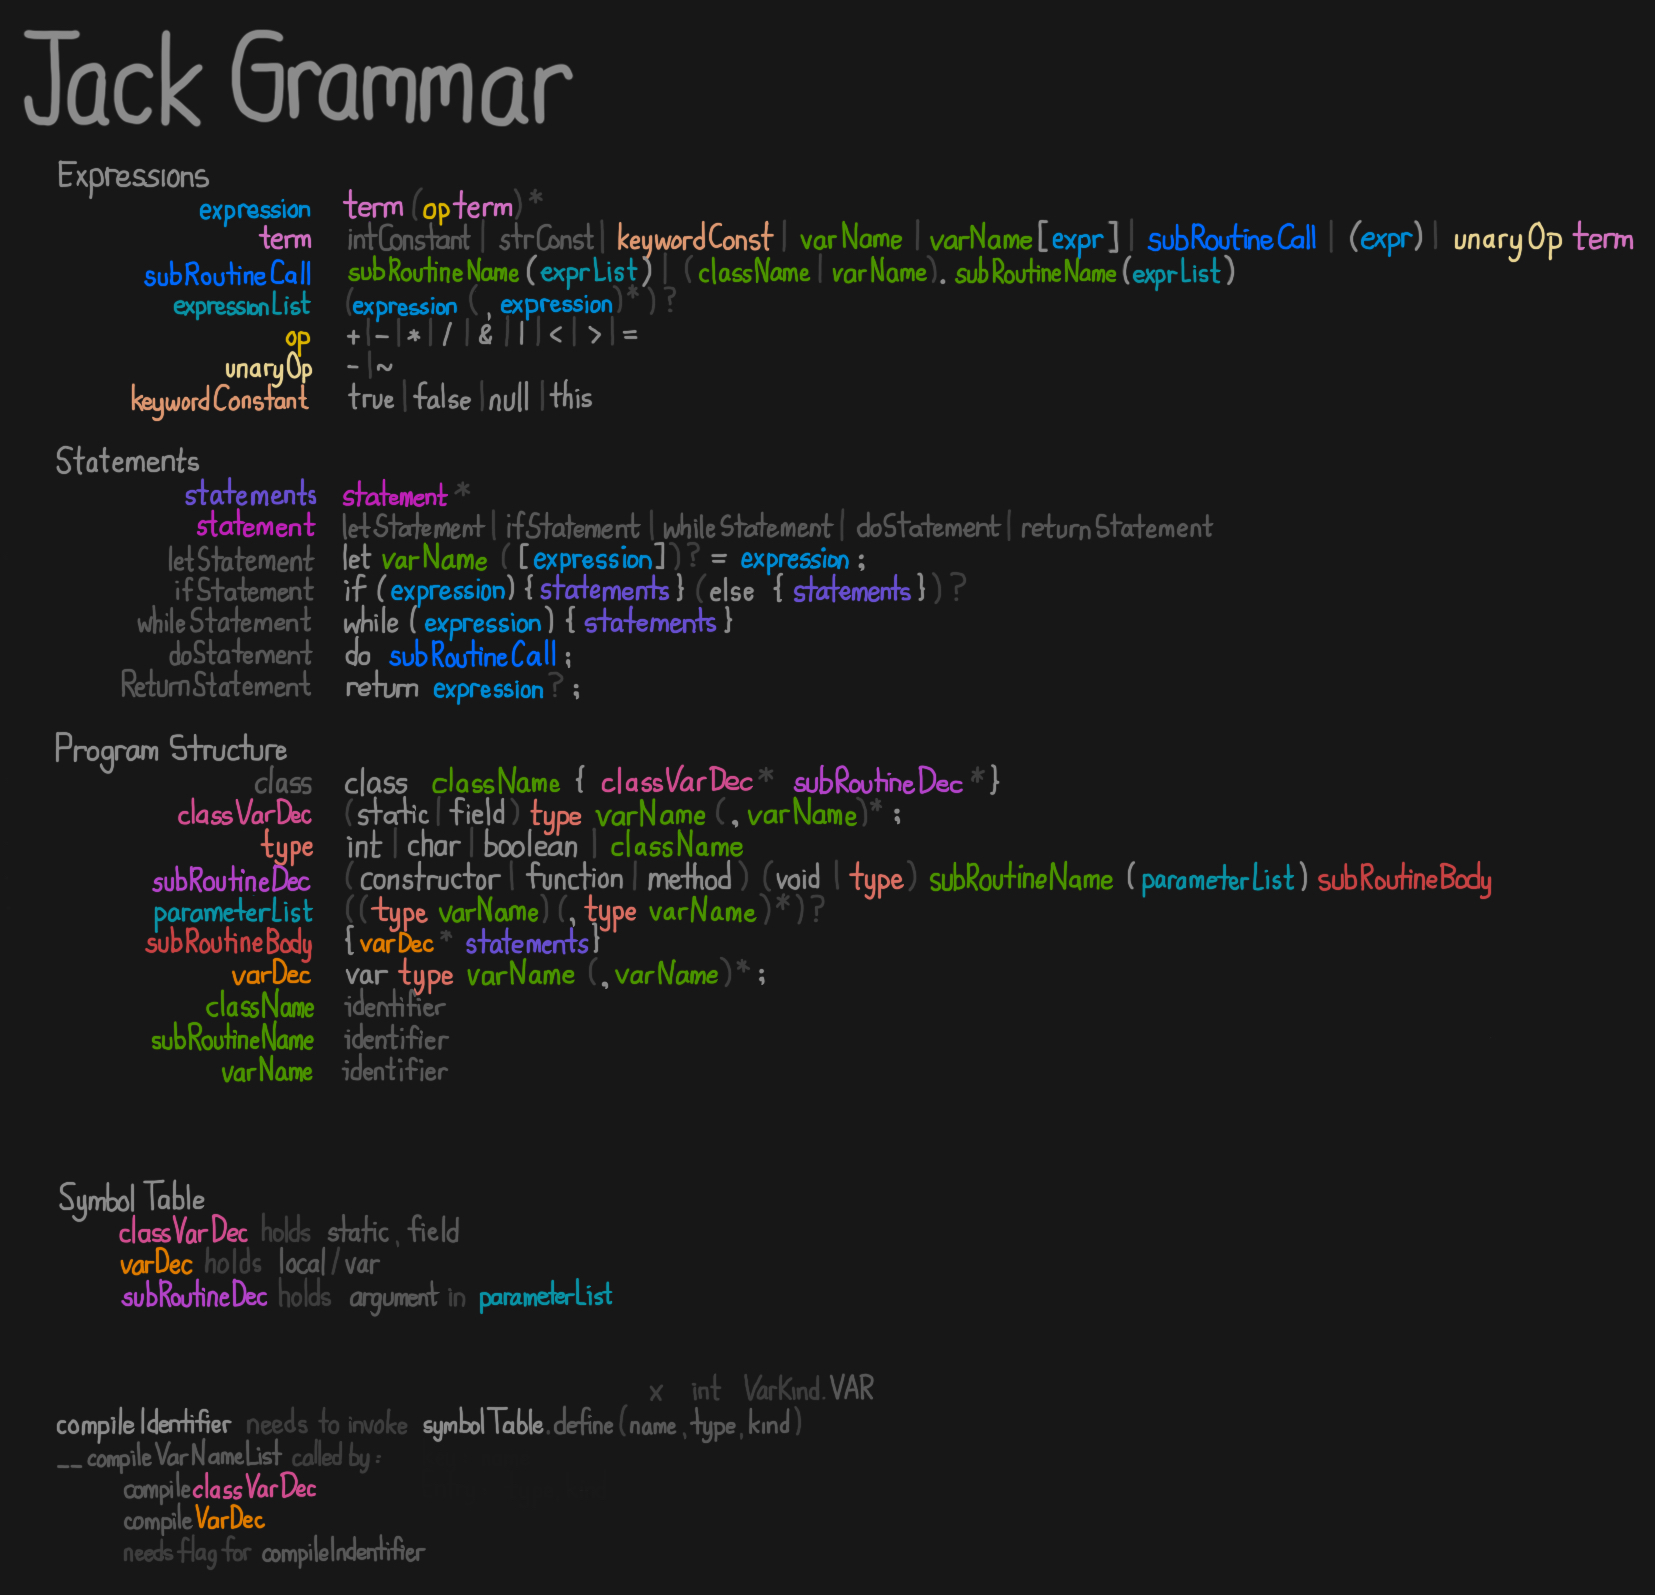 Jack Grammar
Expressions
expression term (op term)*
term intConstant | strConst | keywordConst | varName | varName[expr] | subRoutineCall | (expr) | unaryOp term
subRoutineCall subRoutineName(exprList) | (className | varName).subRoutineName(exprList)
expressionList (expression (, expression)*)?
op + | - | * | / | & | | | < | > | =
unaryOp - | ~
keywordConstant true | false | null | this
Statements
statements statement*
statement letStatement | ifStatement | whileStatement | doStatement | returnStatement
letStatement let varName ([expression])? = expression ;
ifStatement if (expression) {statements} (else {statements})?
whileStatement while (expression) {statements}
doStatement do subRoutineCall ;
ReturnStatement return expression? ;
Program Structure
class class className { classVarDec* subRoutineDec*}
classVarDec (static | field) type varName (, varName)* ;
type int | char | boolean | className
subRoutineDec (constructor | function | method) (void | type) subRoutineName (parameterList) subRoutineBody
parameterList ((type varName)(, type varName)*)?
subRoutineBody {varDec* statements}
varDec var type varName (, varName)* ;
className identifier
subRoutineName identifier
varName identifier
Symbol Table
classVarDec holds static, field
varDec holds local/var
subRoutineDec holds argument in parameterList
x int VarKind.VAR
compileIdentifier needs to invoke symbolTable.define(name, type, kind)
__compileVarNameList called by:
compileclassVarDec
compileVarDec
needs flag for compileIndentifier